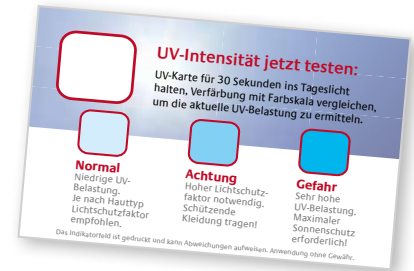 UV-Intensität jetzt testen:
UV-Karte für 30 Sekunden ins Tageslicht
halten, Verfärbung mit Farbskala vergleichen,
um die aktuelle UV-Belastung zu ermitteln.
Normal
Niedrige UV-
Belastung.
Je nach Hauttyp
Lichtschutzfaktor
empfohlen.
Achtung
Hoher Lichtschutz-
faktor notwendig.
Schützende
Kleidung tragen!
Gefahr
Sehr hohe
UV-Belastung.
Maximaler
Sonnenschutz
erforderlich!
Das Indikatorfeld ist gedruckt und kann Abweichungen aufweisen. Anwendung ohne Gewähr.